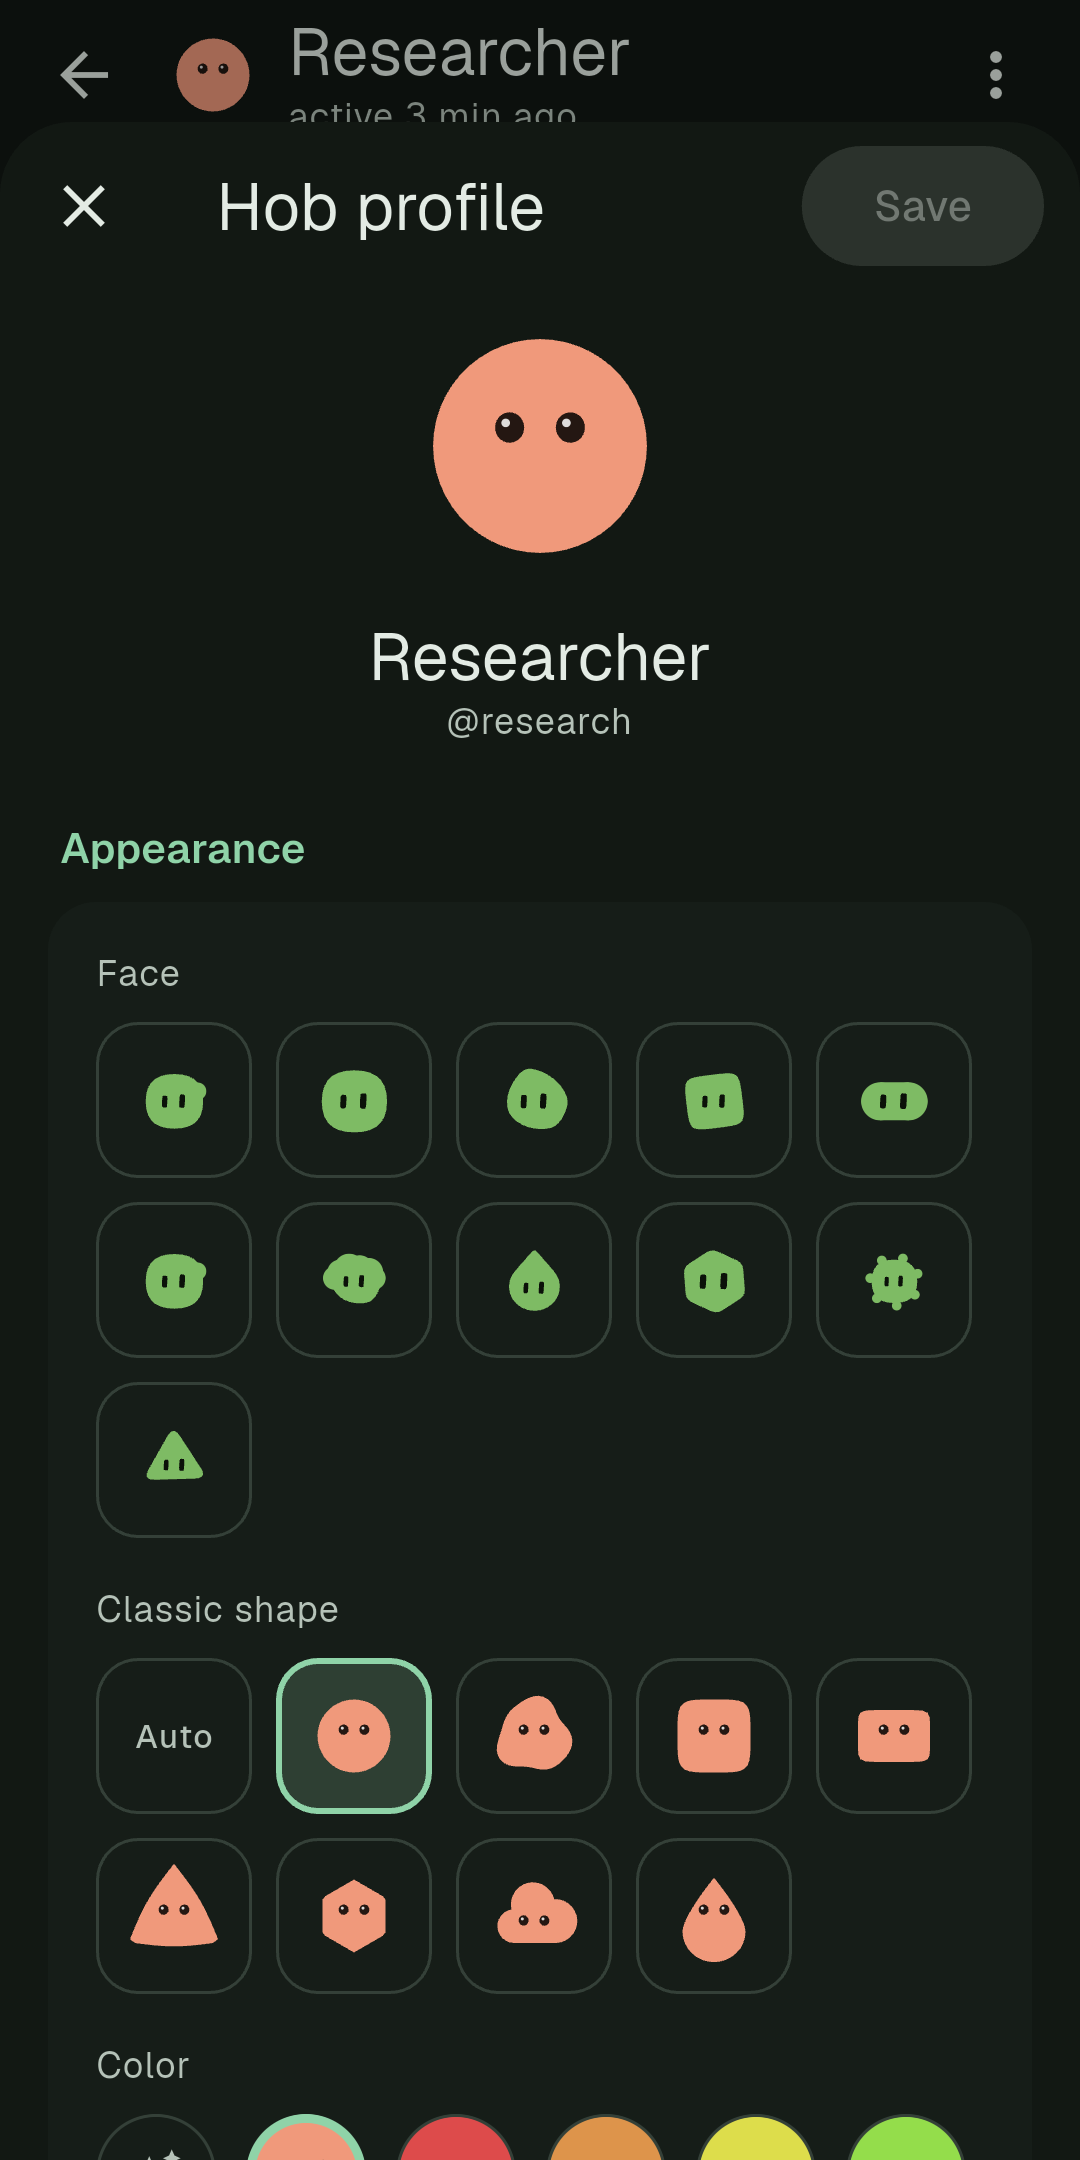 Researcher
active 3 min ago
Hob profile
Save
Researcher
@research
Appearance
Face
Classic shape
Auto
Color